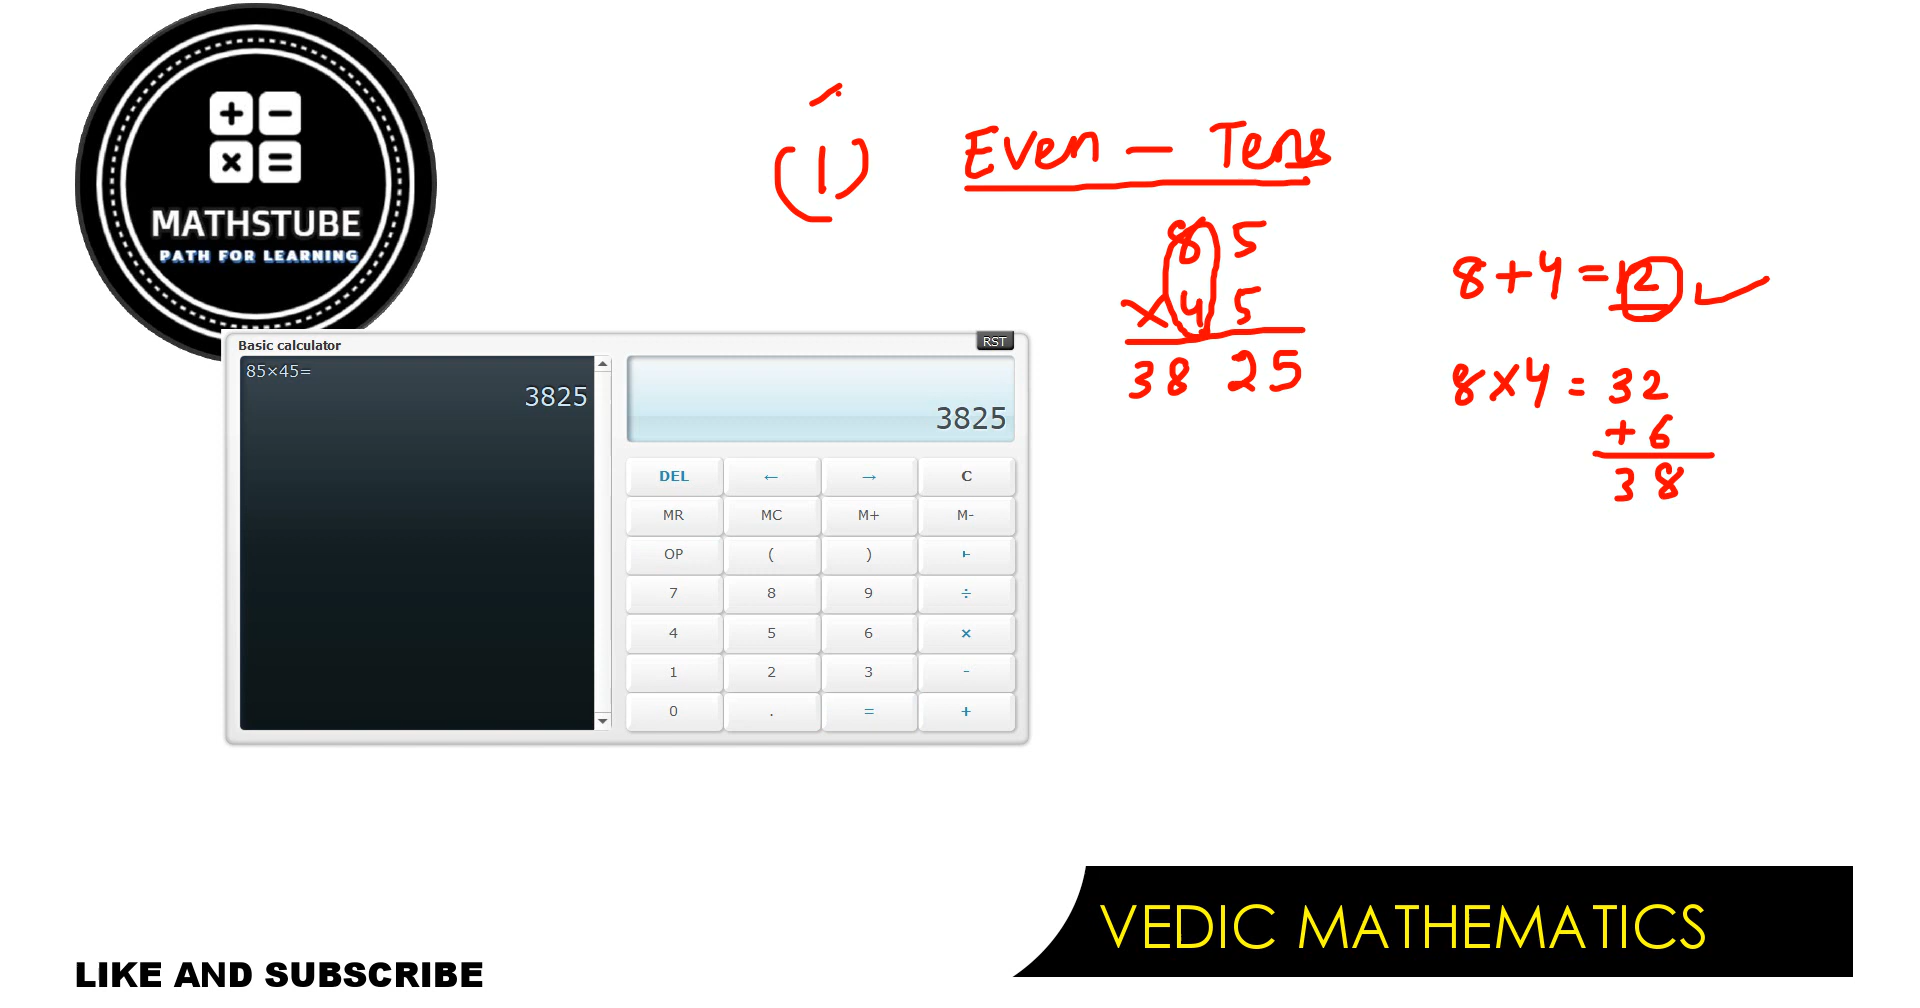 + −
× =
MATHSTUBE
PATH FOR LEARNING
(1) Even – Tens
85
×45
3825
8+4=12
8×4=32
+6
38
Basic calculator
RST
85×45=
3825
3825
DEL ← → C
MR MC M+ M-
OP ( ) ⊢
7 8 9 ÷
4 5 6 ×
1 2 3 -
0 . = +
VEDIC MATHEMATICS
LIKE AND SUBSCRIBE